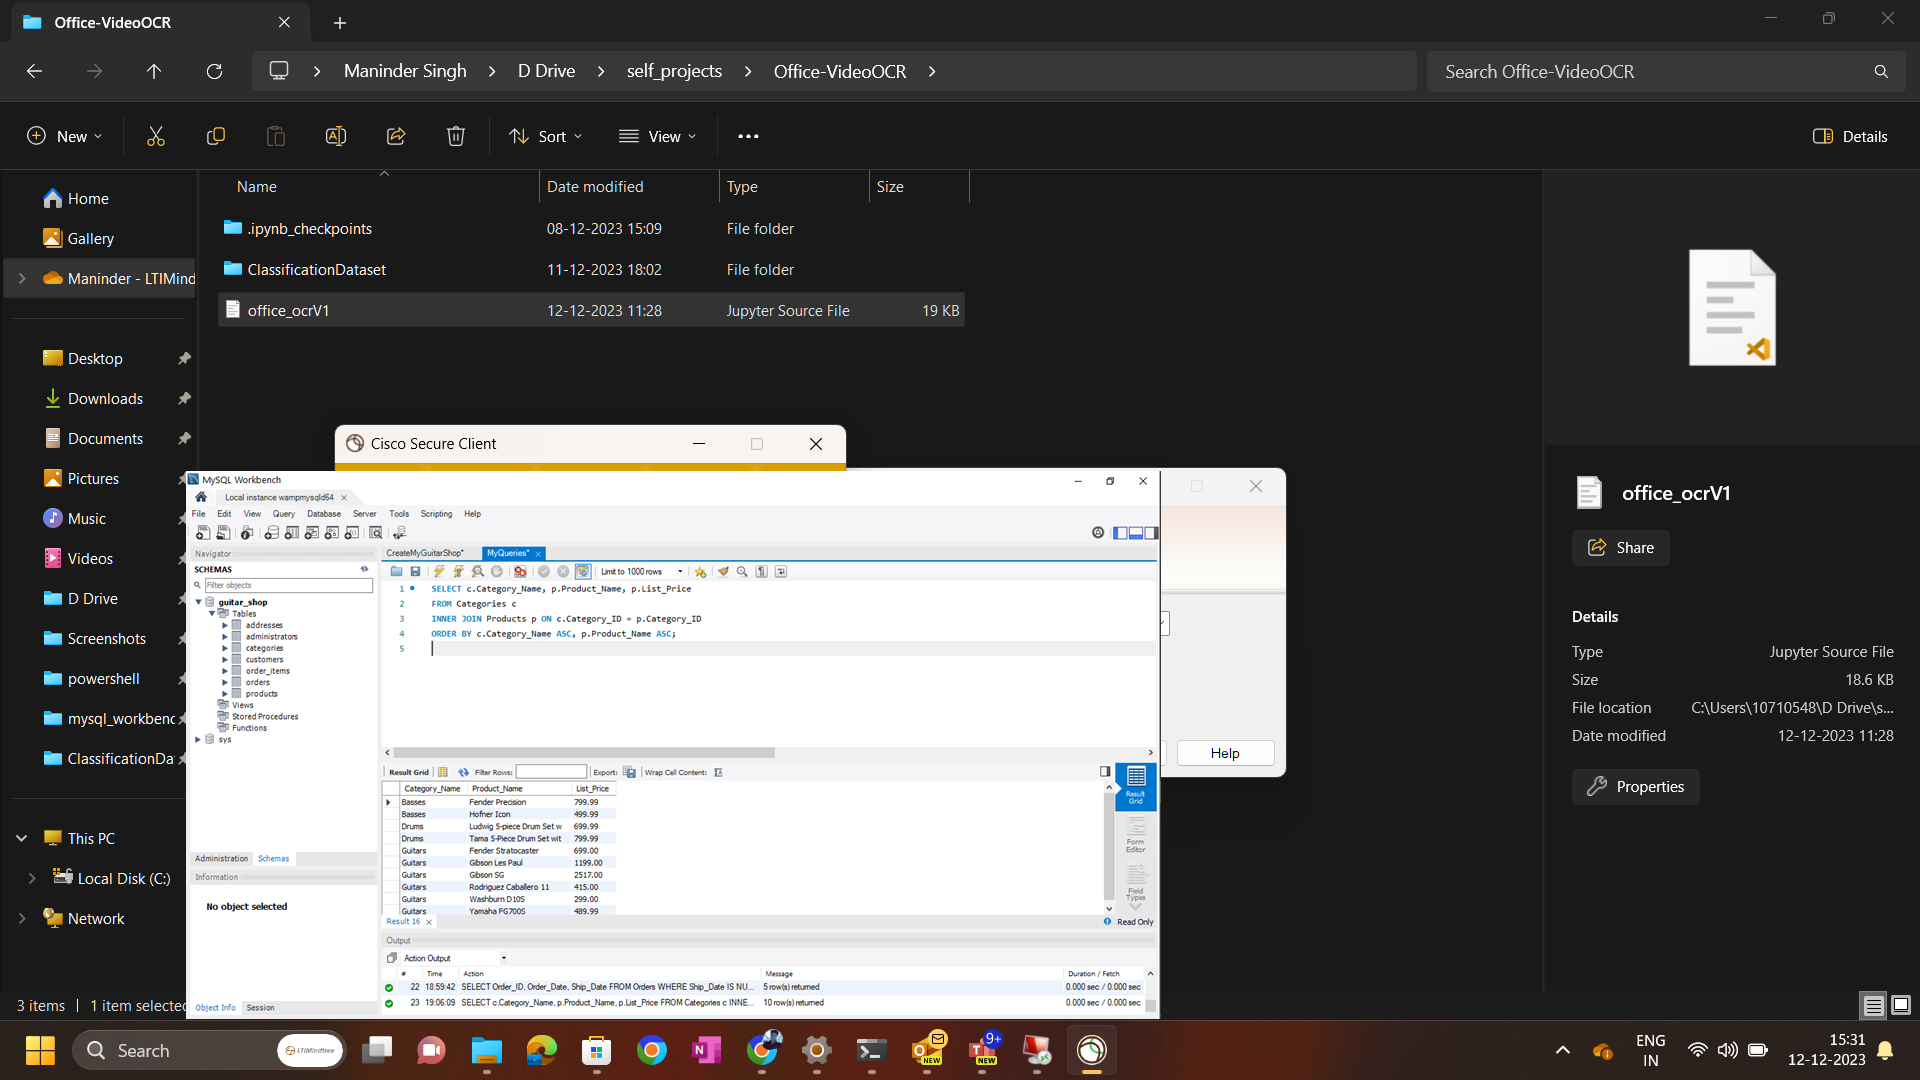 Office-VideoOCR
Maninder Singh
D Drive
self_projects
Office-VideoOCR
Search Office-VideoOCR
New
Sort
View
Details
Name
Date modified
Type
Size
.ipynb_checkpoints
08-12-2023 15:09
File folder
ClassificationDataset
11-12-2023 18:02
File folder
office_ocrV1
12-12-2023 11:28
Jupyter Source File
19 KB
Home
Gallery
Maninder - LTIMind
Desktop
Downloads
Documents
Pictures
Music
Videos
D Drive
Screenshots
powershell
mysql_workbenc
ClassificationDa
This PC
Local Disk (C:)
Network
3 items
1 item selected
office_ocrV1
Share
Details
Type
Jupyter Source File
Size
18.6 KB
File location
C:\Users\10710548\D Drive\s...
Date modified
12-12-2023 11:28
Properties
Cisco Secure Client
Help
MySQL Workbench
Local instance wampmysqld64
File Edit View Query Database Server Tools Scripting Help
Navigator
SCHEMAS
Filter objects
guitar_shop
Tables
addresses
administrators
categories
customers
order_items
orders
products
Views
Stored Procedures
Functions
sys
Administration Schemas
Information
No object selected
Object Info Session
CreateMyGuitarShop*
MyQueries*
Limit to 1000 rows
1 SELECT c.Category_Name, p.Product_Name, p.List_Price
2 FROM Categories c
3 INNER JOIN Products p ON c.Category_ID = p.Category_ID
4 ORDER BY c.Category_Name ASC, p.Product_Name ASC;
5
Result Grid
Filter Rows:
Export:
Wrap Cell Content:
Category_Name Product_Name List_Price
Basses Fender Precision 799.99
Basses Hofner Icon 499.99
Drums Ludwig 5-piece Drum Set w 699.99
Drums Tama 5-Piece Drum Set wit 799.99
Guitars Fender Stratocaster 699.00
Guitars Gibson Les Paul 1199.00
Guitars Gibson SG 2517.00
Guitars Rodriguez Caballero 11 415.00
Guitars Washburn D10S 299.00
Guitars Yamaha FG700S 489.99
Result Grid
Form Editor
Field Types
Result 16
Read Only
Output
Action Output
# Time Action Message Duration / Fetch
22 18:59:42 SELECT Order_ID, Order_Date, Ship_Date FROM Orders WHERE Ship_Date IS NU... 5 row(s) returned 0.000 sec / 0.000 sec
23 19:06:09 SELECT c.Category_Name, p.Product_Name, p.List_Price FROM Categories c INNE... 10 row(s) returned 0.000 sec / 0.000 sec
Search
LTIMindtree
NEW
9+
NEW
ENG
IN
15:31
12-12-2023